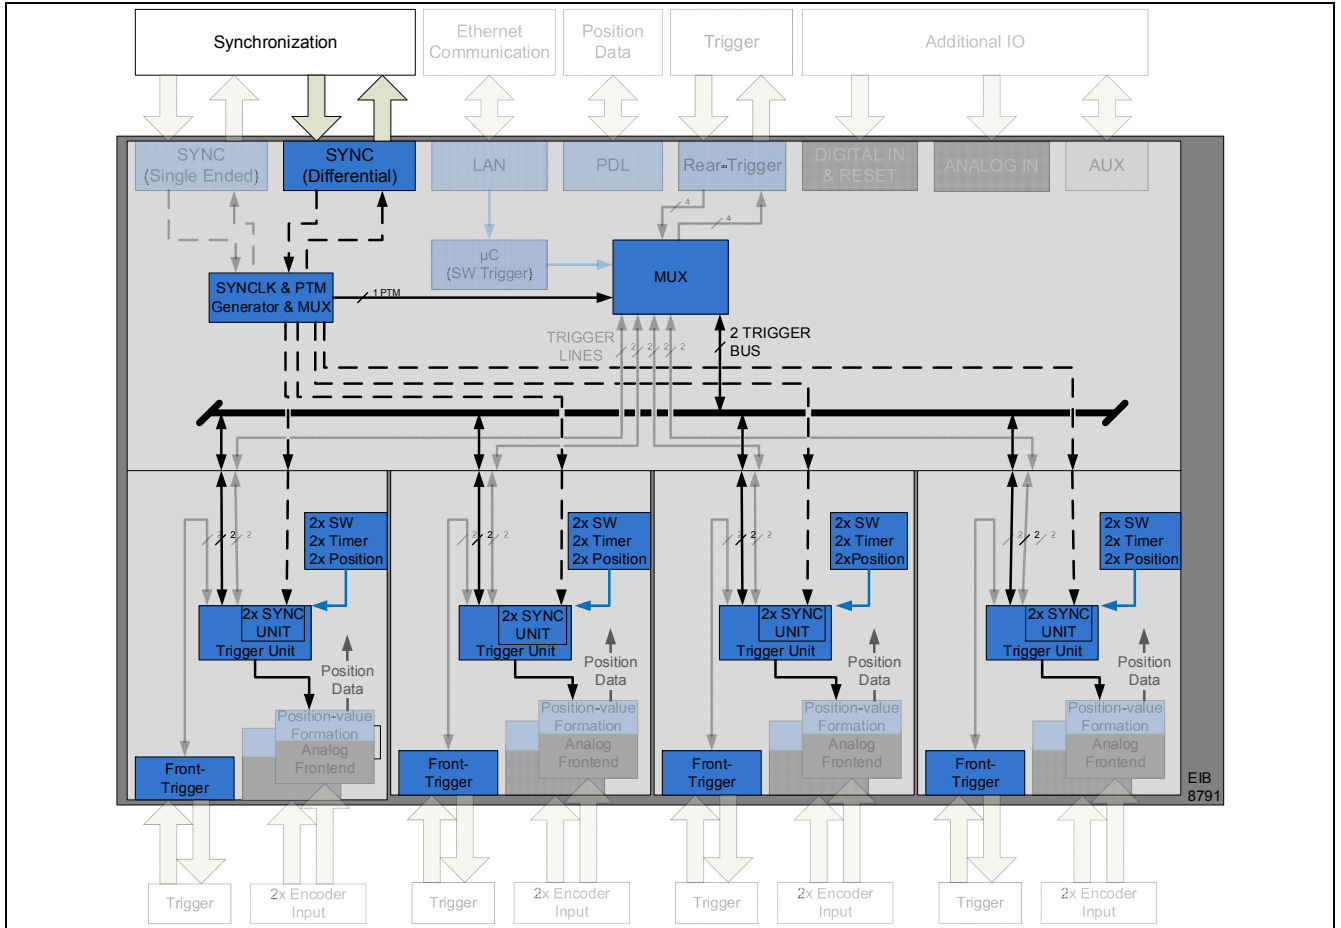 Synchronization
Ethernet
Communication
Position
Data
Trigger
Additional IO
SYNC
(Single Ended)
SYNC
(Differential)
LAN
PDL
Rear-Trigger
DIGITAL IN
& RESET
ANALOG IN
AUX
4
4
µC
(SW Trigger)
MUX
SYNCLK & PTM
Generator & MUX
1 PTM
TRIGGER
LINES
2 2 2 2
2 TRIGGER
BUS
2x SW
2x Timer
2x Position
2x SW
2x Timer
2x Position
2x SW
2x Timer
2xPosition
2x SW
2x Timer
2x Position
2 2 2
2 2 2
2 2 2
2 2 2
2x SYNC
UNIT
Trigger Unit
2x SYNC
UNIT
Trigger Unit
2x SYNC
UNIT
Trigger Unit
2x SYNC
UNIT
Trigger Unit
Position
Data
Position
Data
Position
Data
Position
Data
Position-value
Formation
Analog
Frontend
Position-value
Formation
Analog
Frontend
Position-value
Formation
Analog
Frontend
Position-value
Formation
Analog
Frontend
Front-
Trigger
Front-
Trigger
Front-
Trigger
Front-
Trigger
EIB
8791
Trigger
2x Encoder
Input
Trigger
2x Encoder
Input
Trigger
2x Encoder
Input
Trigger
2x Encoder
Input